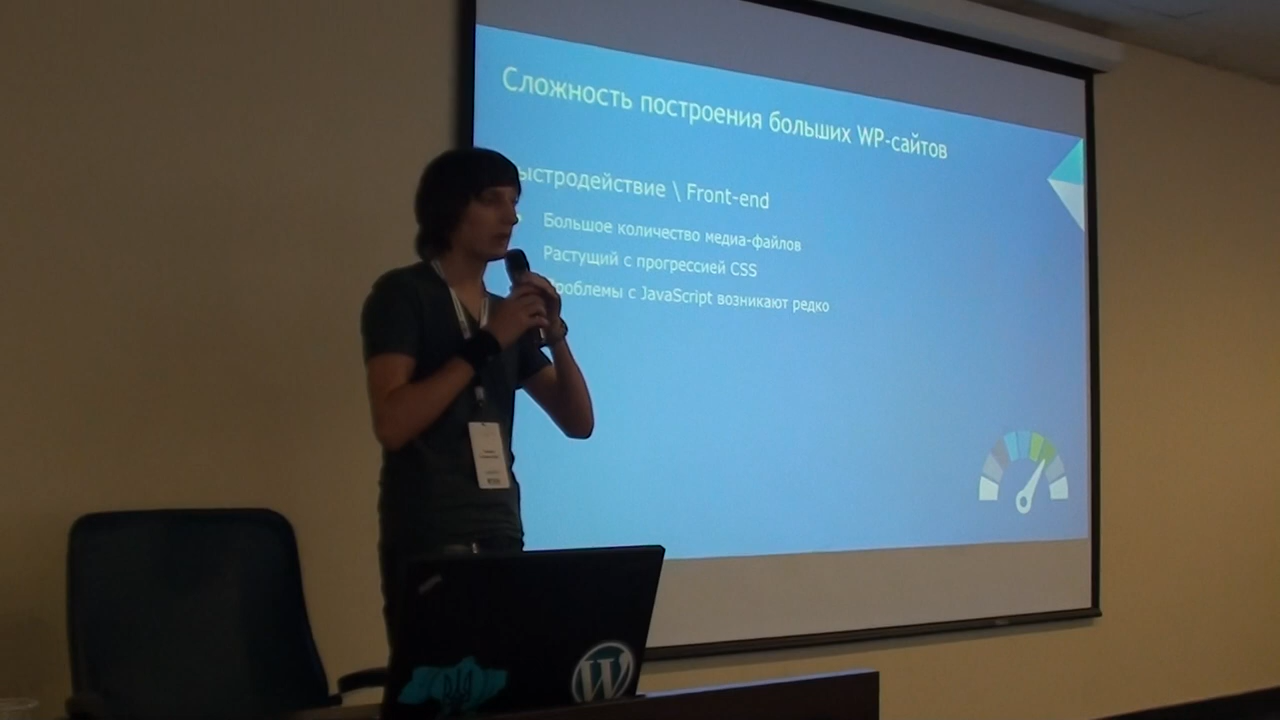 Сложность построения больших WP-сайтов
ыстродействие \ Front-end
Большое количество медиа-файлов
Растущий с прогрессией CSS
роблемы с JavaScript возникают редко
W